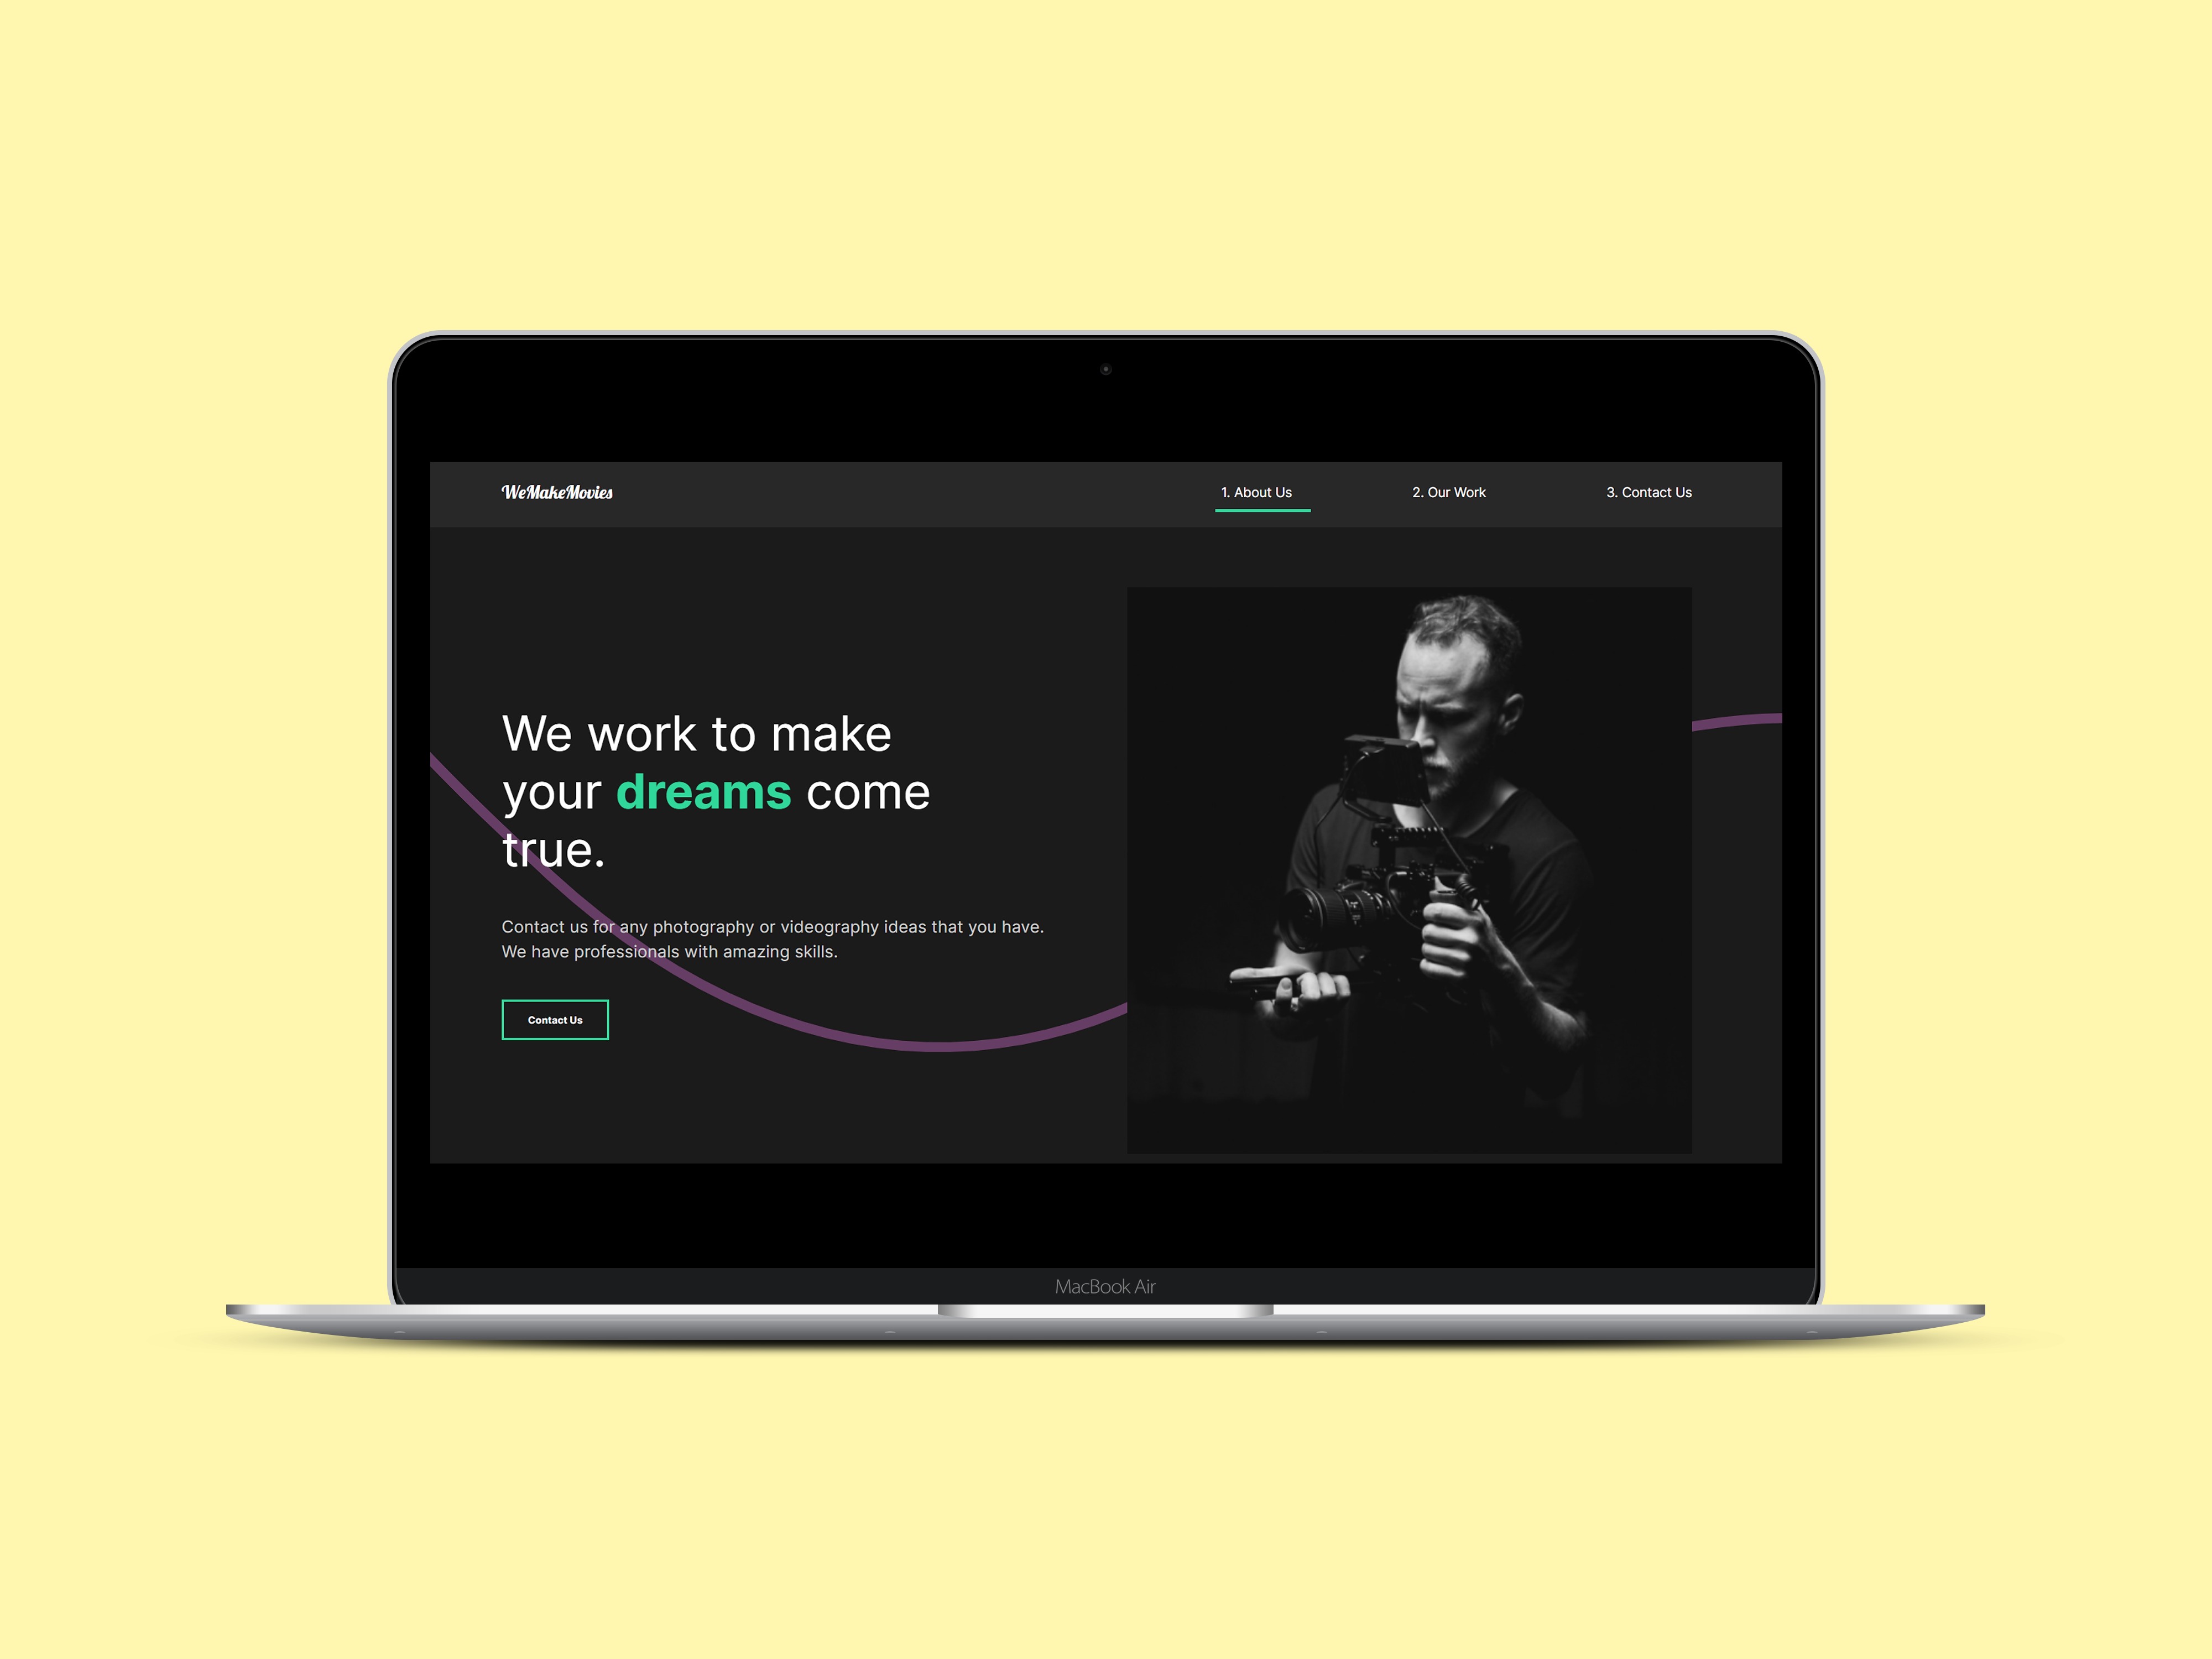 WeMakeMovies
1. About Us
2. Our Work
3. Contact Us
We work to make
your dreams come
true.
Contact us for any photography or videography ideas that you have.
We have professionals with amazing skills.
Contact Us
MacBook Air